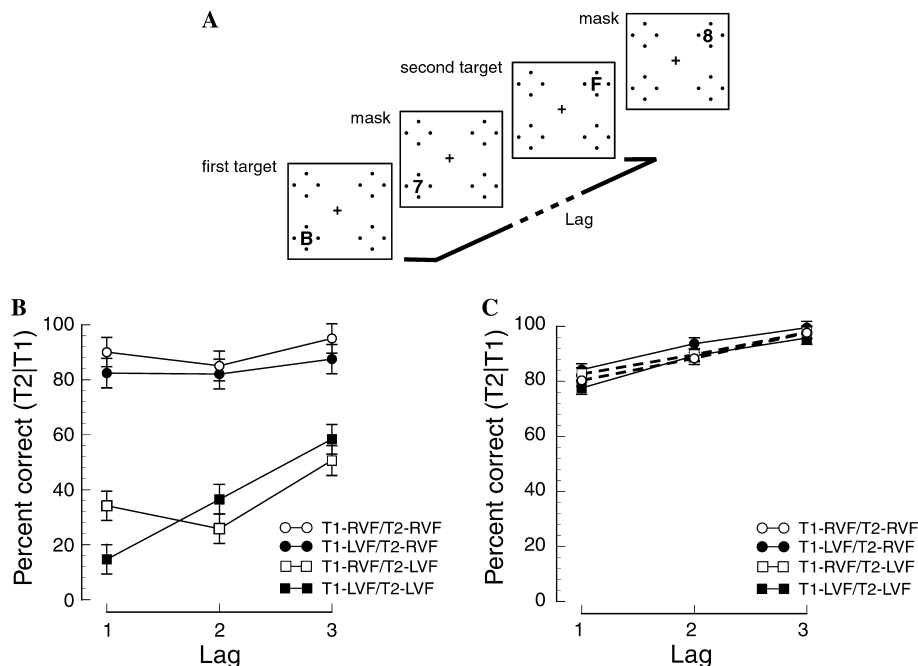 A
mask
8
+
second target
F
+
mask
7
+
first target
B
+
Lag
B
Percent correct (T2|T1)
100
80
60
40
20
0
T1-RVF/T2-RVF
T1-LVF/T2-RVF
T1-RVF/T2-LVF
T1-LVF/T2-LVF
1 2 3
Lag
C
Percent correct (T2|T1)
100
80
60
40
20
0
T1-RVF/T2-RVF
T1-LVF/T2-RVF
T1-RVF/T2-LVF
T1-LVF/T2-LVF
1 2 3
Lag